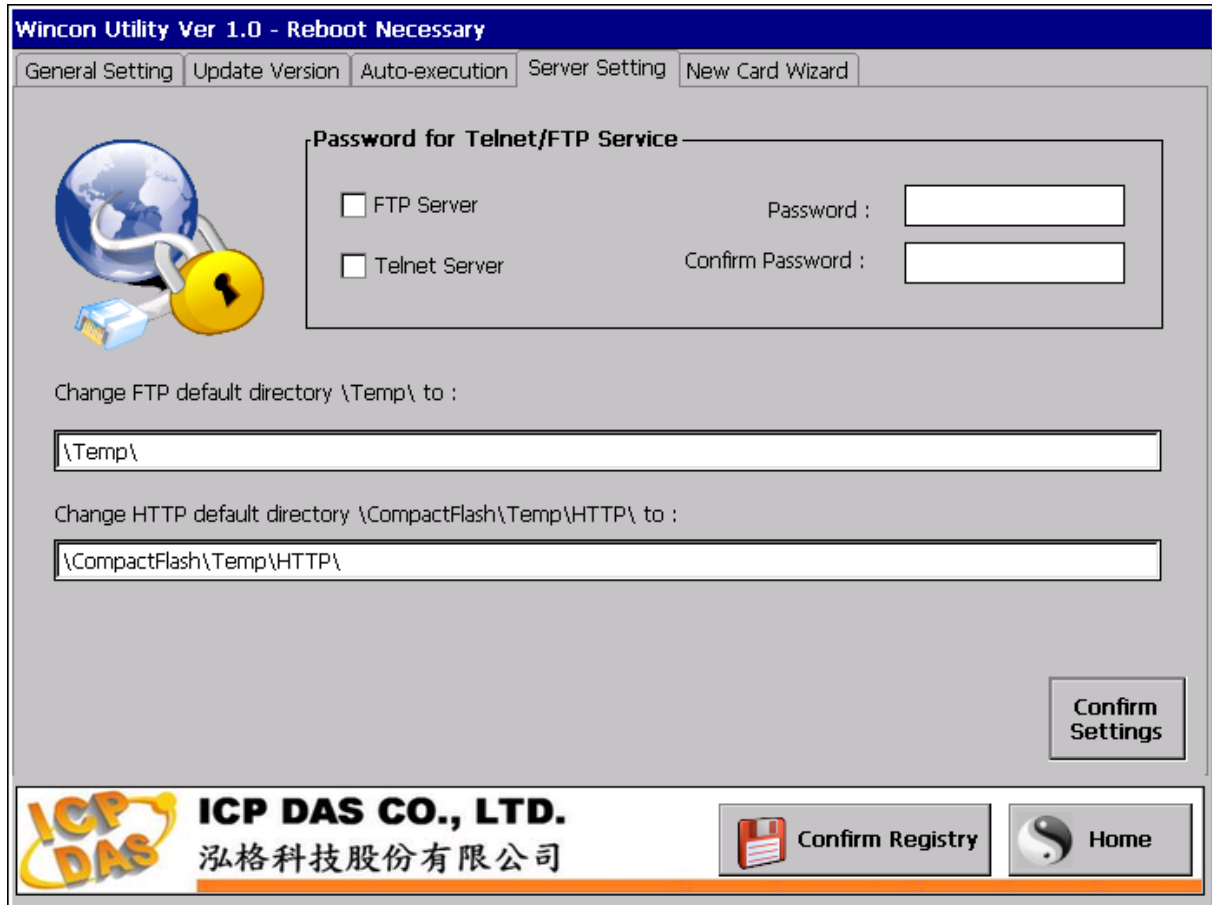 Wincon Utility Ver 1.0 - Reboot Necessary
General Setting Update Version Auto-execution Server Setting New Card Wizard
Password for Telnet/FTP Service
FTP Server
Password :
Telnet Server
Confirm Password :
Change FTP default directory \Temp\ to :
\Temp\
Change HTTP default directory \CompactFlash\Temp\HTTP\ to :
\CompactFlash\Temp\HTTP\
Confirm
Settings
ICP
DAS
ICP DAS CO., LTD.
泓格科技股份有限公司
Confirm Registry
Home